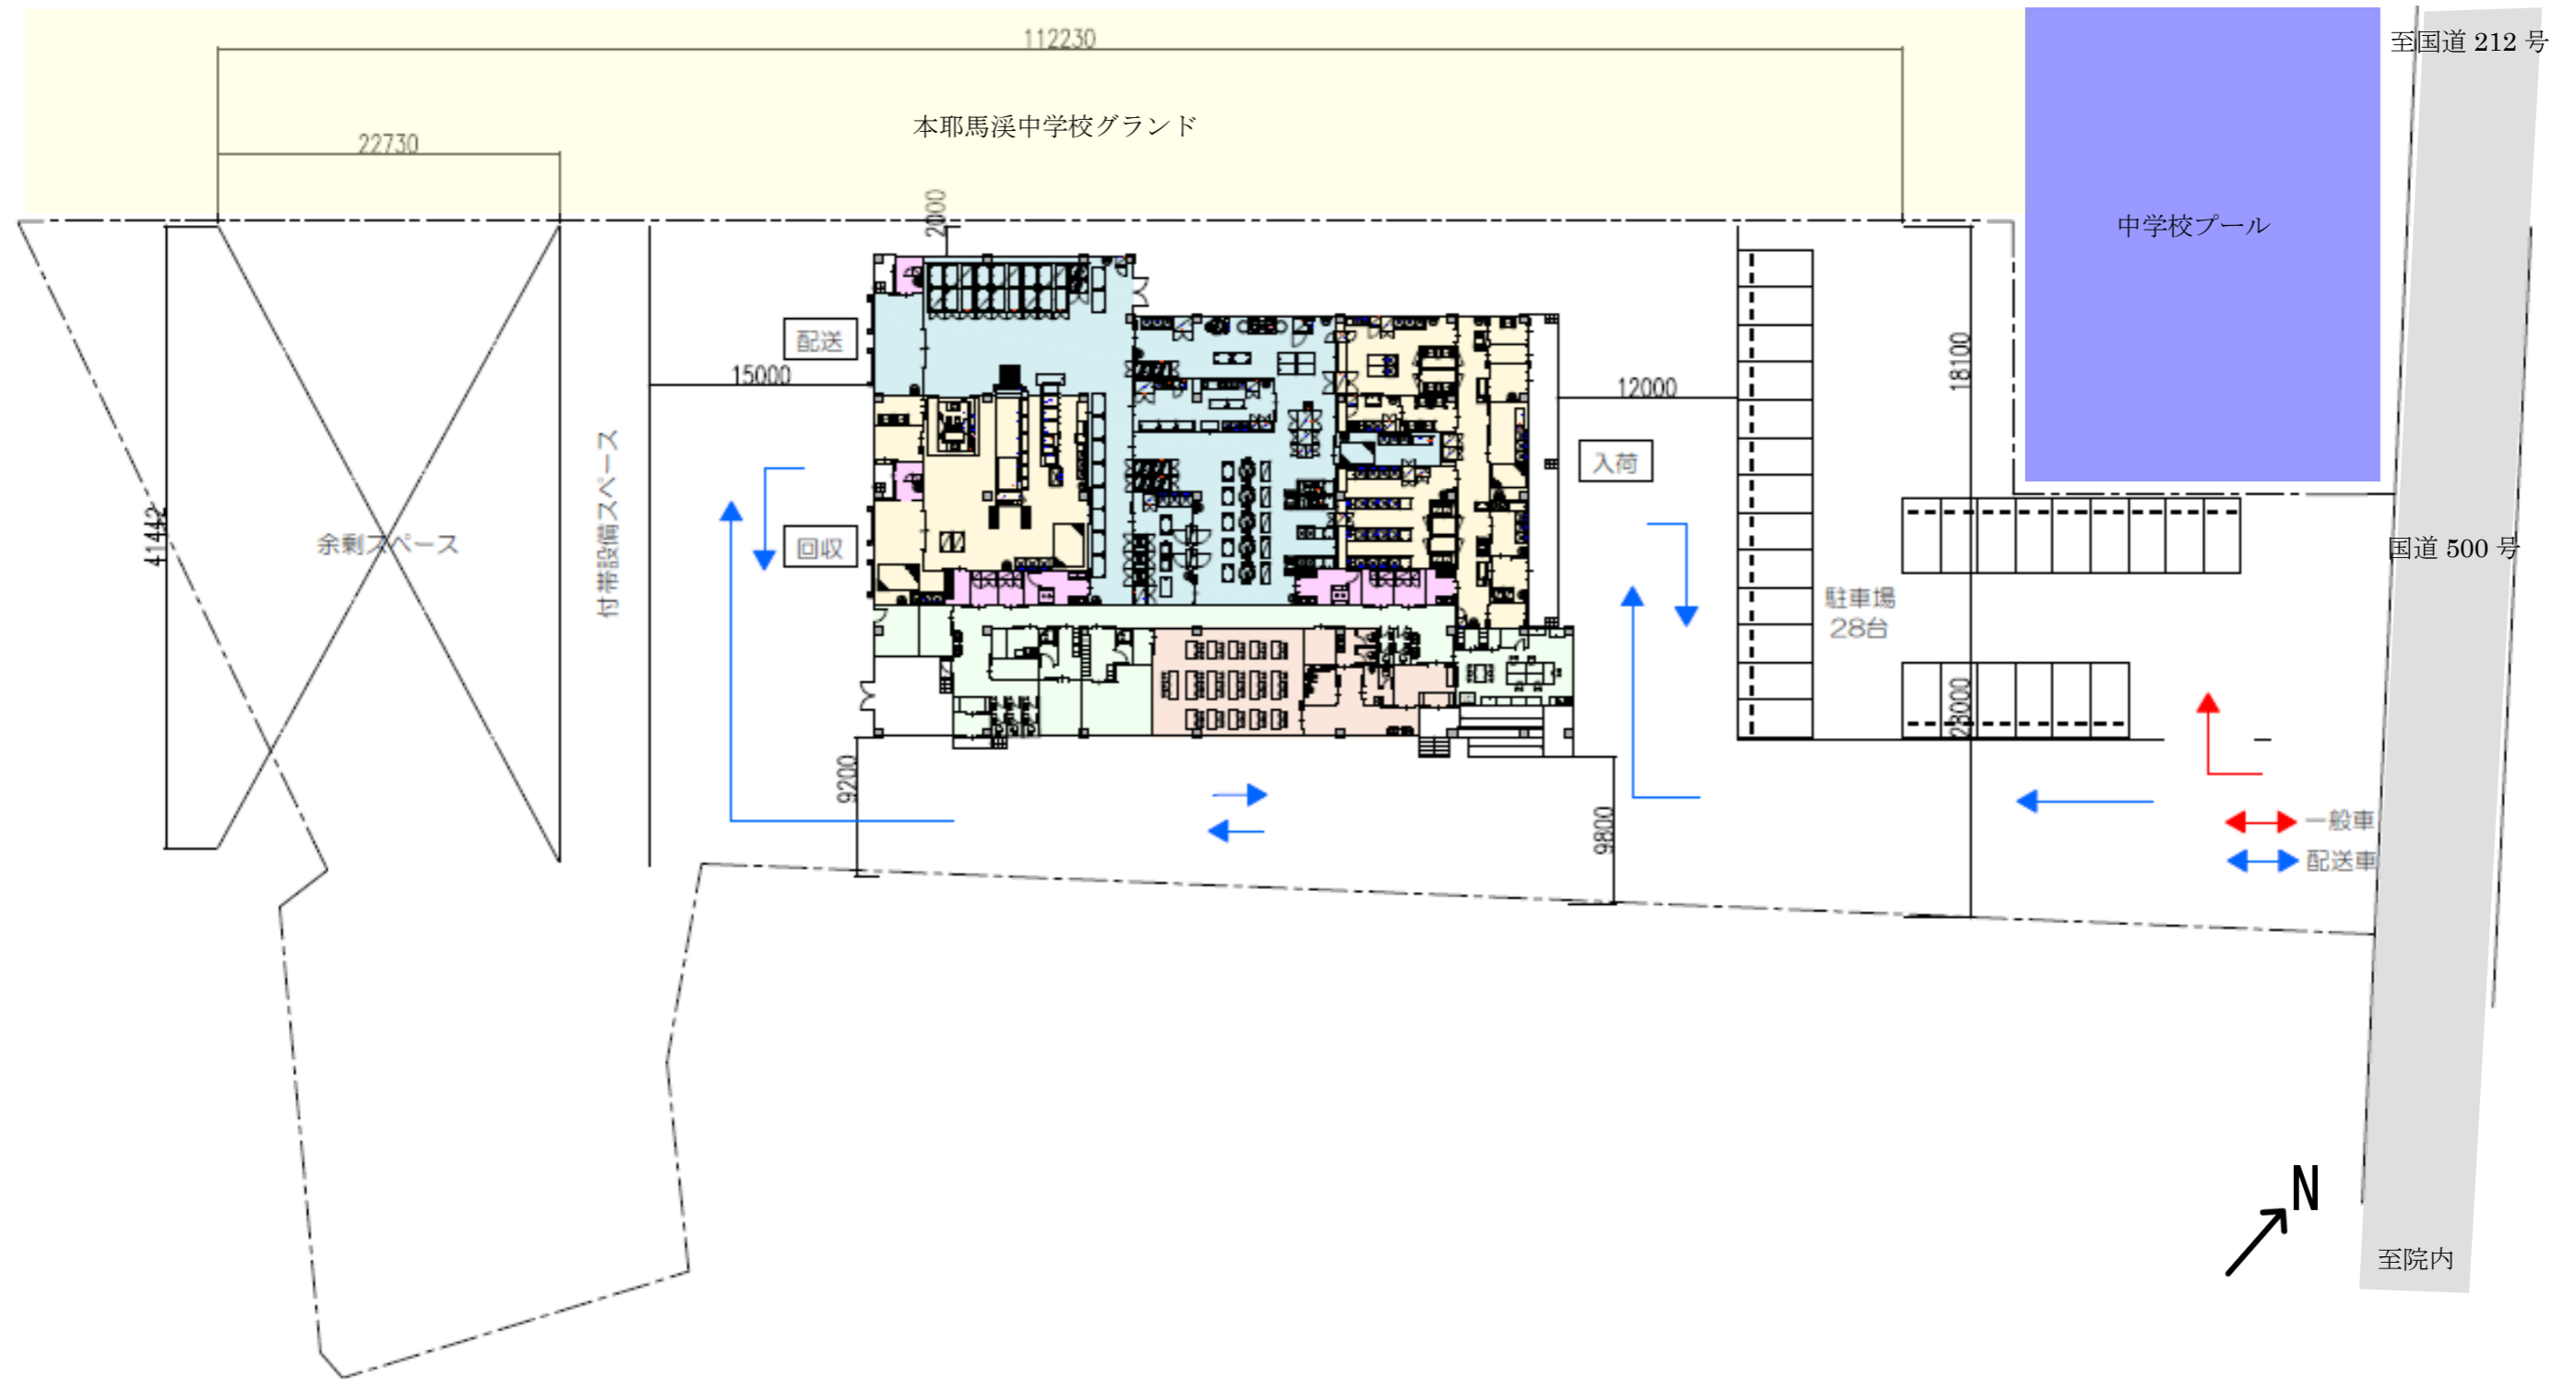 112230
至国道 212 号
本耶馬渓中学校グランド
22730
2000
中学校プール
配送
15000
12000
18100
付帯設備スペース
入荷
余剰スペース
41442
回収
国道 500 号
駐車場
28台
28000
9200
9800
一般車
配送車
N
至院内